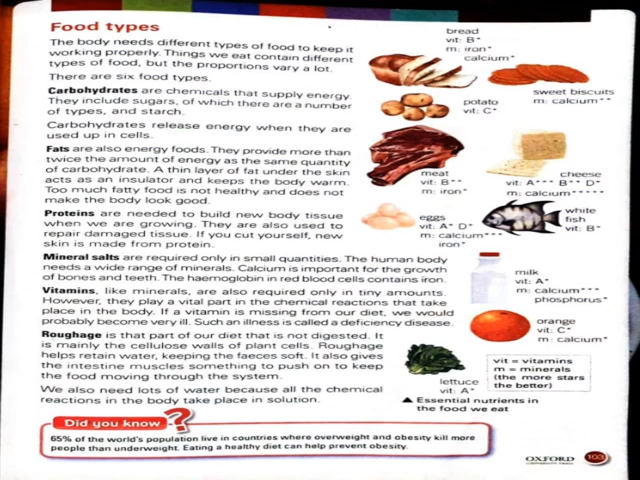 Food types
The body needs different types of food to keep it
working properly. Things we eat contain different
types of food, but the proportions vary a lot.
There are six food types.
Carbohydrates are chemicals that supply energy.
They include sugars, of which there are a number
of types, and starch.
Carbohydrates release energy when they are
used up in cells.
Fats are also energy foods. They provide more than
twice the amount of energy as the same quantity
of carbohydrate. A thin layer of fat under the skin
acts as an insulator and keeps the body warm.
Too much fatty food is not healthy and does not
make the body look good.
Proteins are needed to build new body tissue
when we are growing. They are also used to
repair damaged tissue. If you cut yourself, new
skin is made from protein.
Mineral salts are required only in small quantities. The human body
needs a wide range of minerals. Calcium is important for the growth
of bones and teeth. The haemoglobin in red blood cells contains iron.
Vitamins, like minerals, are also required only in tiny amounts.
However, they play a vital part in the chemical reactions that take
place in the body. If a vitamin is missing from our diet, we would
probably become very ill. Such an illness is called a deficiency disease.
Roughage is that part of our diet that is not digested. It
is mainly the cellulose walls of plant cells. Roughage
helps retain water, keeping the faeces soft. It also gives
the intestine muscles something to push on to keep
the food moving through the system.
We also need lots of water because all the chemical
reactions in the body take place in solution.
bread
vit: B*
m: iron*
calcium*
sweet biscuits
m: calcium**
potato
vit: C*
meat
vit: B**
m: iron*
cheese
vit: A*** B** D*
m: calcium*****
eggs
vit: A* D*
m: calcium***
iron*
white
fish
vit: B*
milk
vit: A*
m: calcium***
phosphorus*
orange
vit: C*
m: calcium*
lettuce
vit: A*
vit = vitamins
m = minerals
(the more stars
the better)
▲ Essential nutrients in
the food we eat
Did you know ?
65% of the world's population live in countries where overweight and obesity kill more
people than underweight. Eating a healthy diet can help prevent obesity.
OXFORD
UNIVERSITY PRESS
103